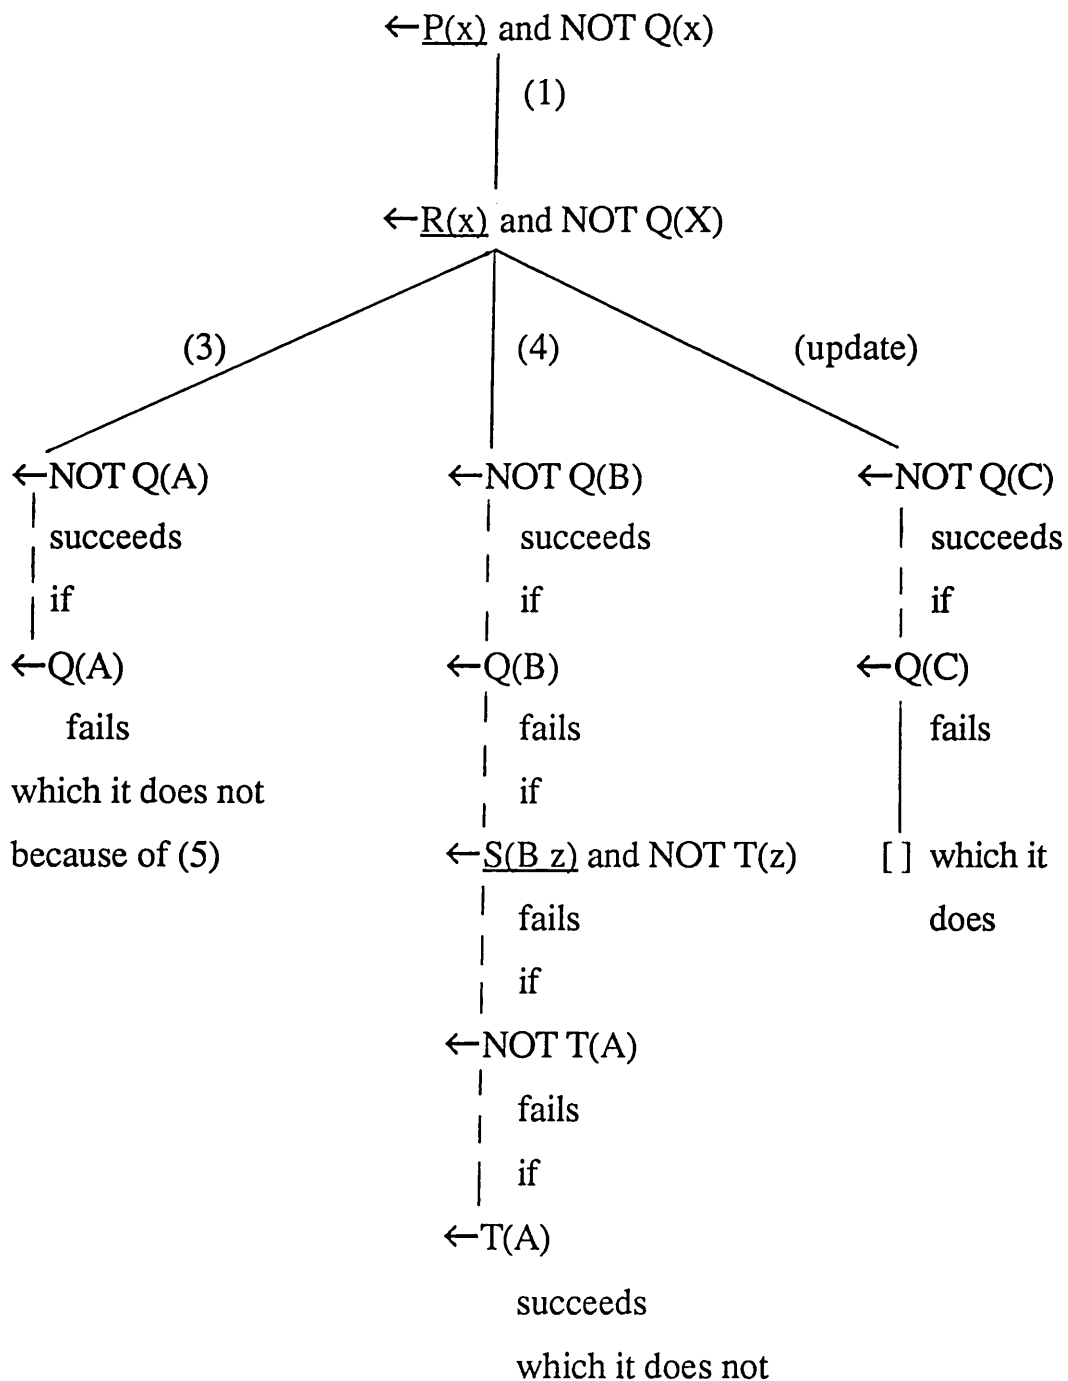 ←P(x) and NOT Q(x)
(1)
←R(x) and NOT Q(X)
(3) (4) (update)
←NOT Q(A) ←NOT Q(B) ←NOT Q(C)
succeeds succeeds succeeds
if if if
←Q(A) ←Q(B) ←Q(C)
fails fails fails
which it does not if
because of (5) ←S(B z) and NOT T(z) [ ] which it
fails does
if
←NOT T(A)
fails
if
←T(A)
succeeds
which it does not